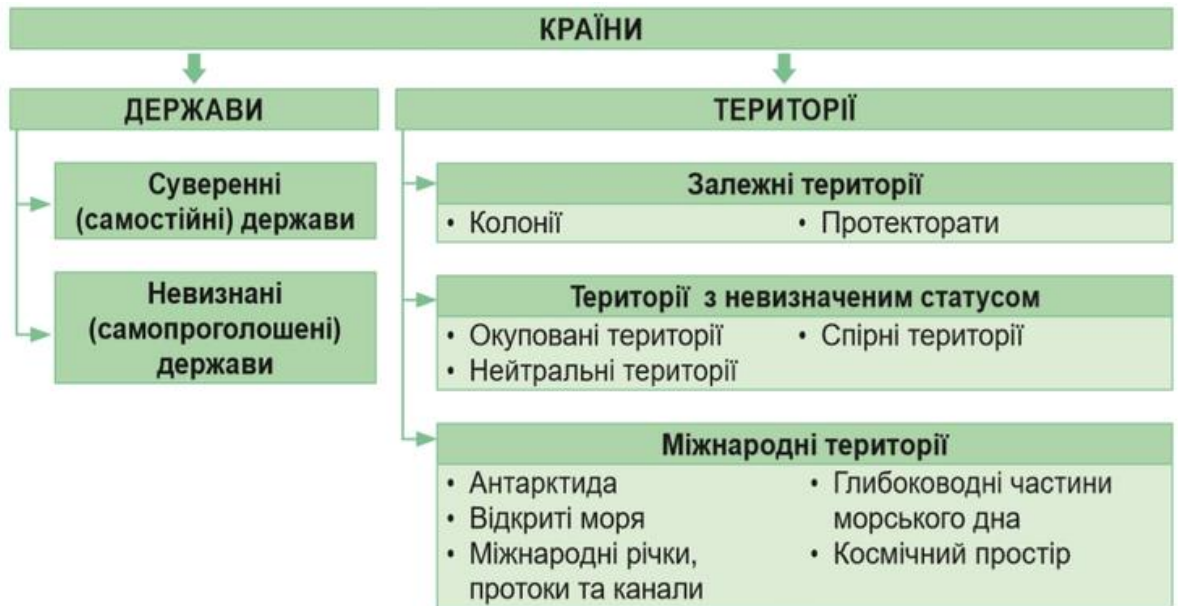 КРАЇНИ
ДЕРЖАВИ
Суверенні
(самостійні) держави
Невизнані
(самопроголошені)
держави
ТЕРИТОРІЇ
Залежні території
• Колонії
• Протекторати
Території з невизначеним статусом
• Окуповані території
• Нейтральні території
• Спірні території
Міжнародні території
• Антарктида
• Відкриті моря
• Міжнародні річки,
протоки та канали
• Глибоководні частини
морського дна
• Космічний простір